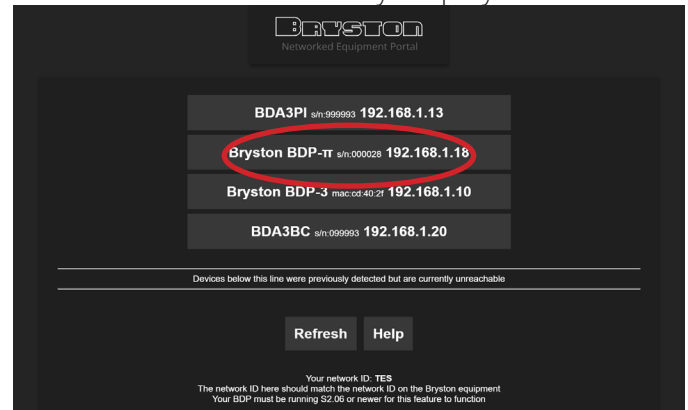 BRYSTON
Networked Equipment Portal
BDA3PI s/n:999993 192.168.1.13
Bryston BDP-π s/n:000028 192.168.1.18
Bryston BDP-3 mac:cd:40:2f 192.168.1.10
BDA3BC s/n:099993 192.168.1.20
Devices below this line were previously detected but are currently unreachable
Refresh Help
Your network ID: TES
The network ID here should match the network ID on the Bryston equipment
Your BDP must be running S2.06 or newer for this feature to function